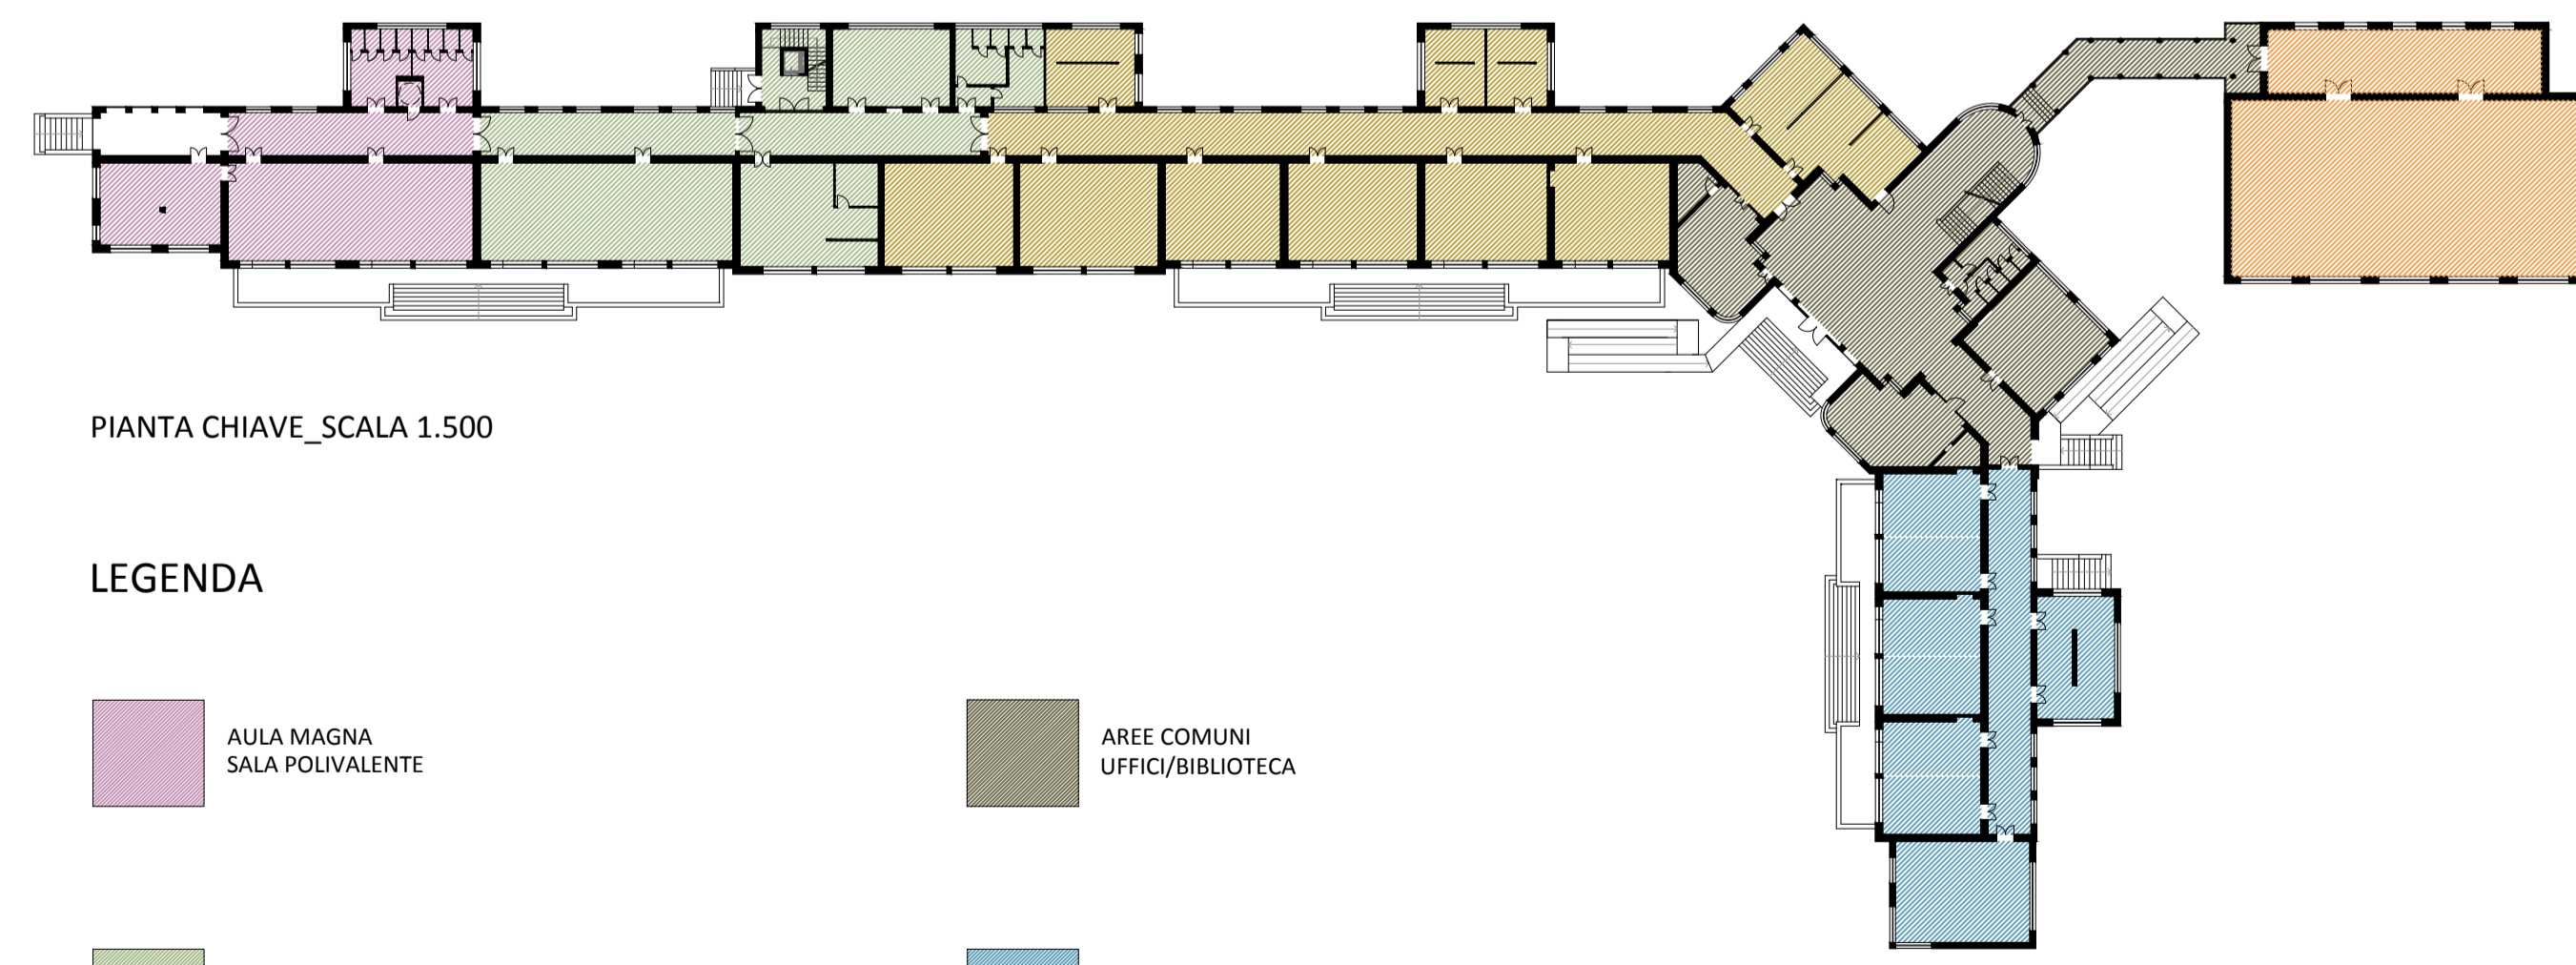 PIANTA CHIAVE_SCALA 1.500
LEGENDA
AULA MAGNA
SALA POLIVALENTE
AREE COMUNI
UFFICI/BIBLIOTECA